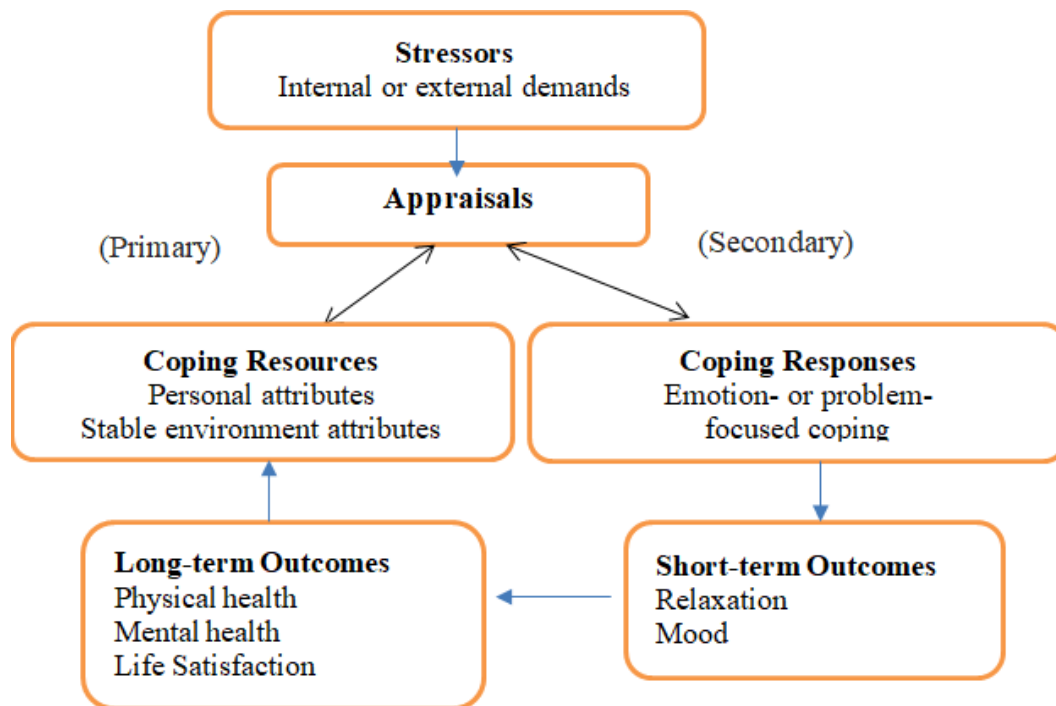 Stressors
Internal or external demands
Appraisals
(Primary)
(Secondary)
Coping Resources
Personal attributes
Stable environment attributes
Coping Responses
Emotion- or problem-
focused coping
Long-term Outcomes
Physical health
Mental health
Life Satisfaction
Short-term Outcomes
Relaxation
Mood